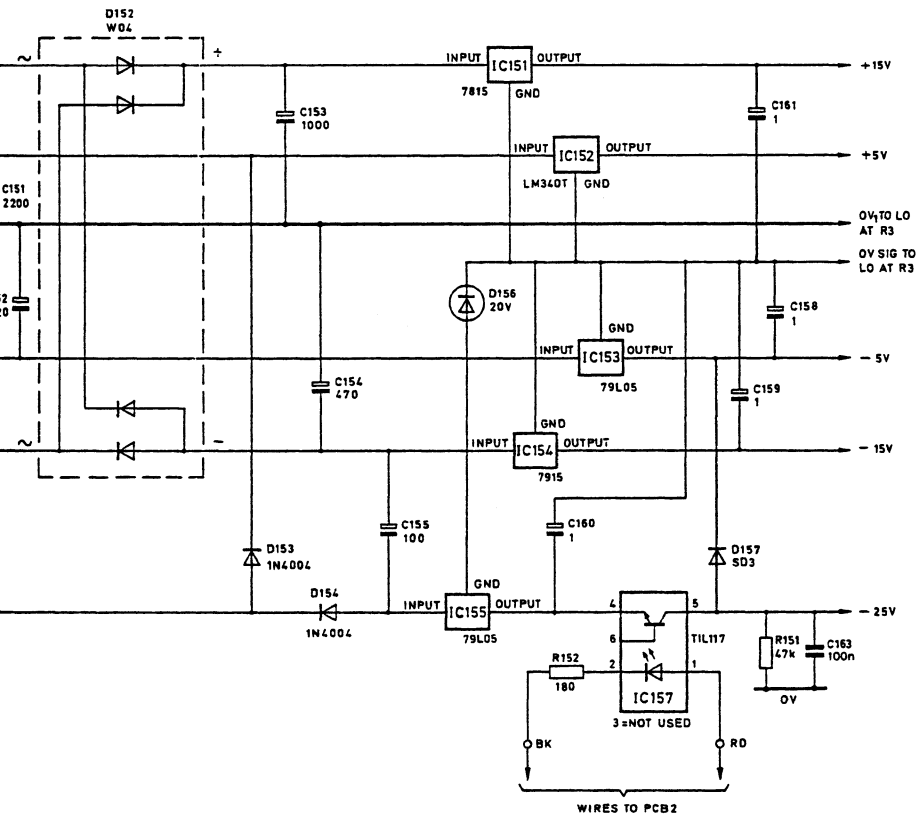 D152
W04
~
+
INPUT
IC151
OUTPUT
+15V
7815
GND
C153
1000
C161
1
INPUT
IC152
OUTPUT
+5V
LM340T
GND
C151
2200
0V1 TO LO
AT R3
0V SIG TO
LO AT R3
D156
20V
C158
1
GND
INPUT
IC153
OUTPUT
-5V
79L05
C154
470
C159
1
GND
~
-
INPUT
IC154
OUTPUT
-15V
7915
C155
100
C160
1
D153
1N4004
D157
SD3
D154
1N4004
GND
INPUT
IC155
OUTPUT
79L05
4
5
-25V
6
TIL117
R151
47k
C163
100n
R152
180
2
1
IC157
0V
3=NOT USED
BK
RD
WIRES TO PCB2